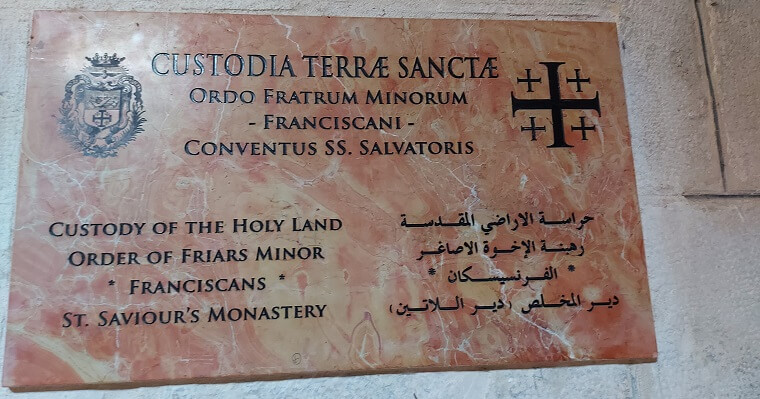 CUSTODIA TERRÆ SANCTÆ
ORDO FRATRUM MINORUM
- FRANCISCANI -
CONVENTUS SS. SALVATORIS
CUSTODY OF THE HOLY LAND
ORDER OF FRIARS MINOR
* FRANCISCANS *
ST. SAVIOUR'S MONASTERY
حراسة الاراضي المقدسة
رهبنة الإخوة الاصاغر
* الفرنسيسكان *
دير المخلص (دير اللاتين)